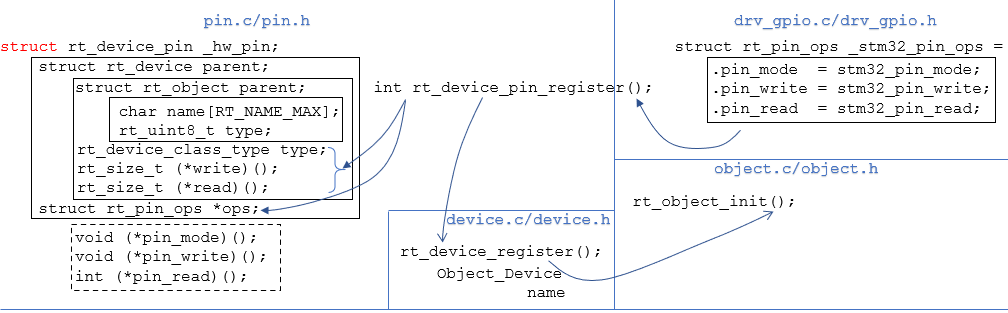 pin.c/pin.h
struct rt_device_pin _hw_pin;
struct rt_device parent;
struct rt_object parent;
char name[RT_NAME_MAX];
rt_uint8_t type;
rt_device_class_type type;
rt_size_t (*write)();
rt_size_t (*read)();
struct rt_pin_ops *ops;
void (*pin_mode)();
void (*pin_write)();
int (*pin_read)();
int rt_device_pin_register();
device.c/device.h
rt_device_register();
Object_Device
name
drv_gpio.c/drv_gpio.h
struct rt_pin_ops _stm32_pin_ops =
.pin_mode = stm32_pin_mode;
.pin_write = stm32_pin_write;
.pin_read = stm32_pin_read;
object.c/object.h
rt_object_init();